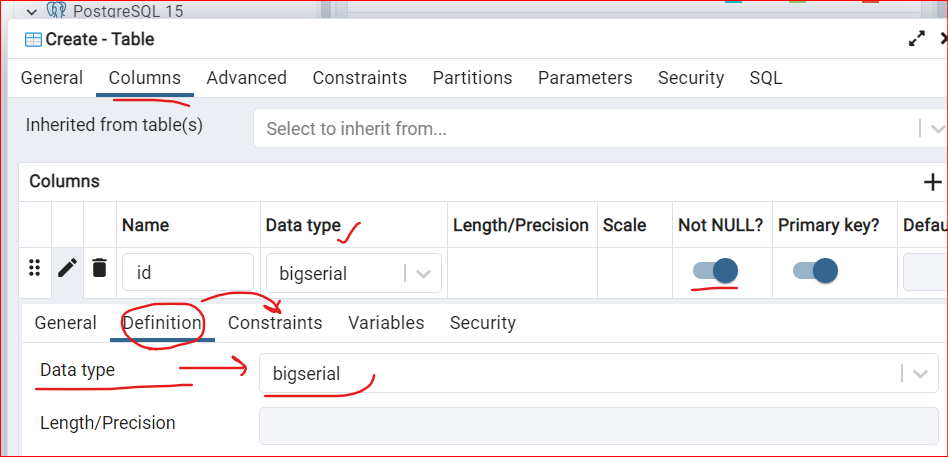 PostgreSQL 15
Create - Table
General Columns Advanced Constraints Partitions Parameters Security SQL
Inherited from table(s) Select to inherit from...
Columns
Name Data type Length/Precision Scale Not NULL? Primary key? Defau
id bigserial
General Definition Constraints Variables Security
Data type bigserial
Length/Precision